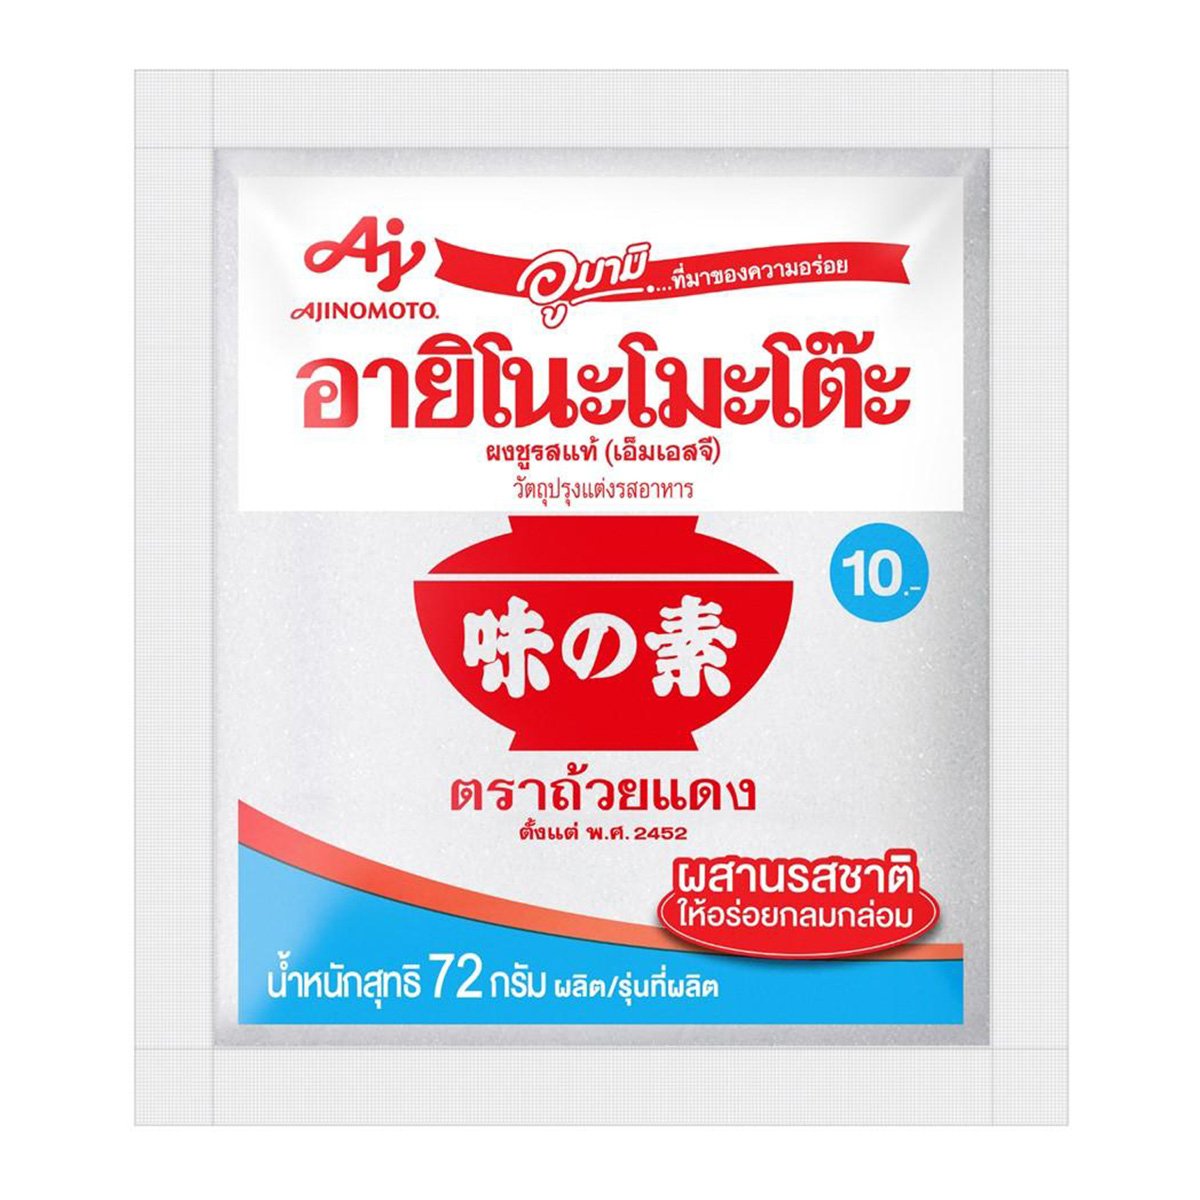 Aj
อูมามิ
....ที่มาของความอร่อย
AJINOMOTO.
อายิโนะโมะโต๊ะ
ผงชูรสแท้ (เอ็มเอสจี)
วัตถุปรุงแต่งรสอาหาร
10.-
味の素
ตราถ้วยแดง
ตั้งแต่ พ.ศ. 2452
ผสานรสชาติ
ให้อร่อยกลมกล่อม
น้ำหนักสุทธิ 72 กรัม ผลิต/รุ่นที่ผลิต